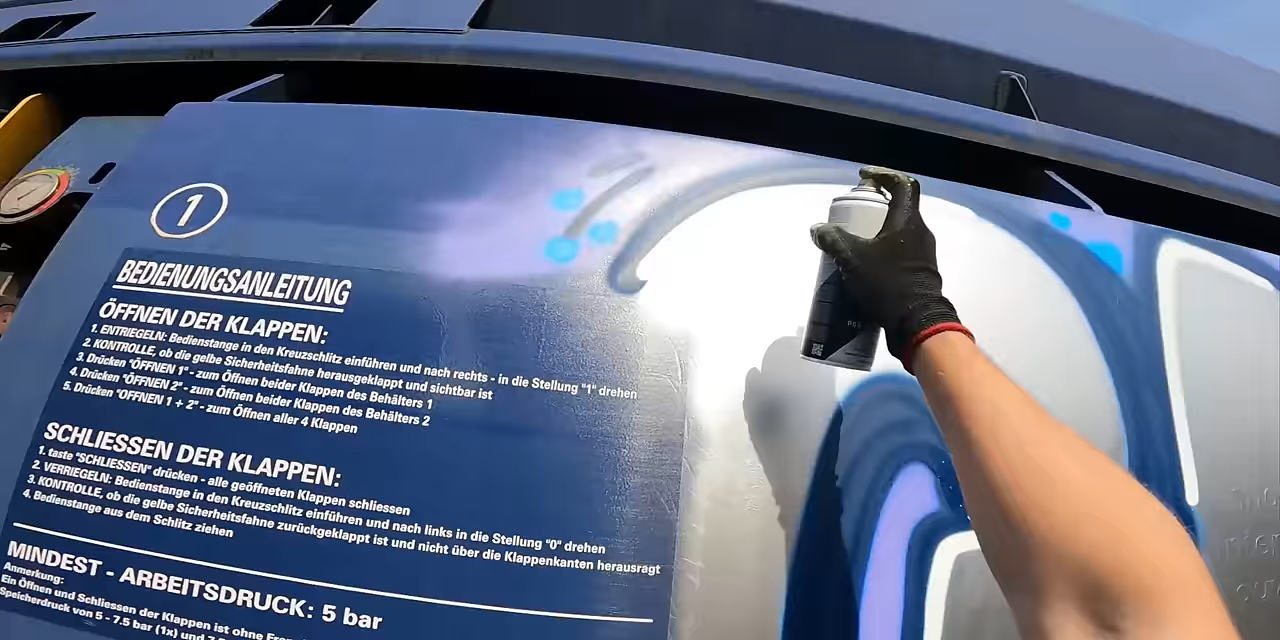 1
BEDIENUNGSANLEITUNG
ÖFFNEN DER KLAPPEN:
1. ENTRIEGELN: Bedienstange in den Kreuzschlitz einführen und nach rechts - in die Stellung "1" drehen
2. KONTROLLE, ob die gelbe Sicherheitsfahne herausgeklappt und sichtbar ist
3. Drücken "ÖFFNEN 1" - zum Öffnen beider Klappen des Behälters 1
4. Drücken "ÖFFNEN 2" - zum Öffnen beider Klappen des Behälters 2
5. Drücken "ÖFFNEN 1 + 2" - zum Öffnen aller 4 Klappen
SCHLIESSEN DER KLAPPEN:
1. taste "SCHLIESSEN" drücken - alle geöffneten Klappen schliessen
2. VERRIEGELN: Bedienstange in den Kreuzschlitz einführen und nach links in die Stellung "0" drehen
3. KONTROLLE, ob die gelbe Sicherheitsfahne zurückgeklappt ist und nicht über die Klappenkanten herausragt
4. Bedienstange aus dem Schlitz ziehen
MINDEST - ARBEITSDRUCK: 5 bar
Anmerkung:
Ein Öffnen und Schliessen der Klappen ist ohne
Speicherdruck von 5 - 7.5 bar (1x) und